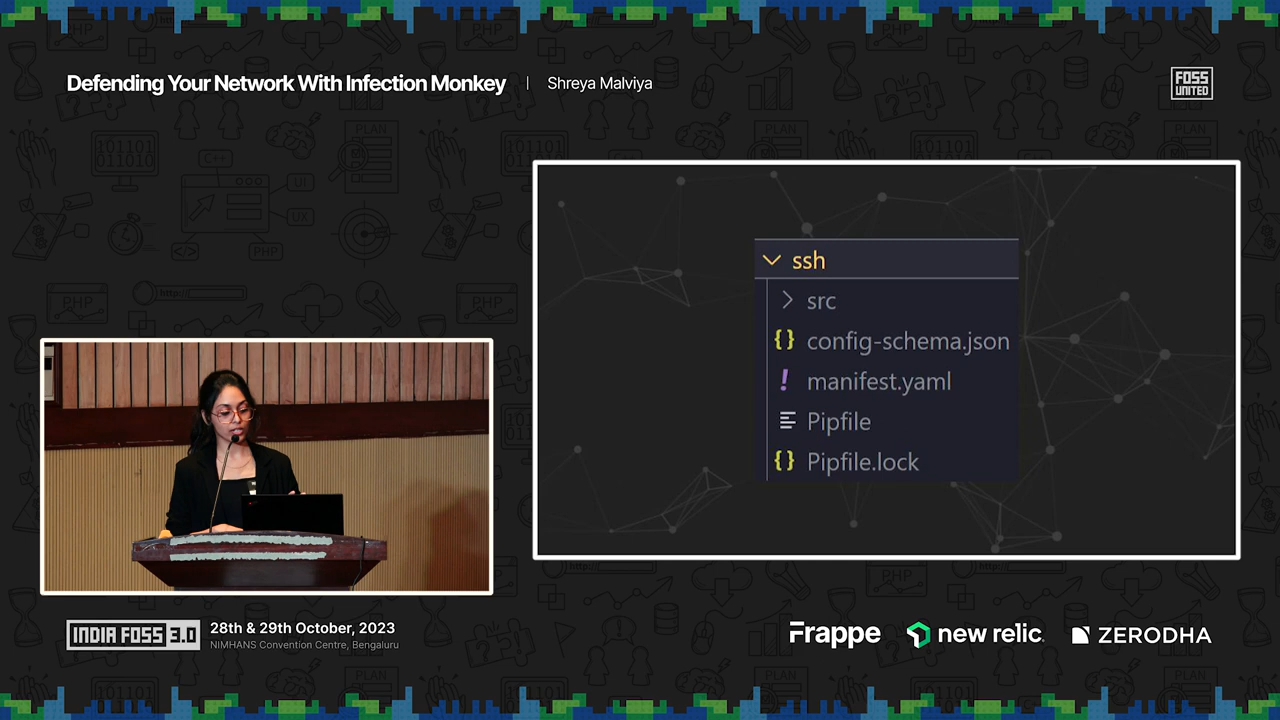 Defending Your Network With Infection Monkey | Shreya Malviya
FOSS
UNITED
ssh
src
config-schema.json
manifest.yaml
Pipfile
Pipfile.lock
INDIA FOSS 3.0
28th & 29th October, 2023
NIMHANS Convention Centre, Bengaluru
Frappe
new relic
ZERODHA